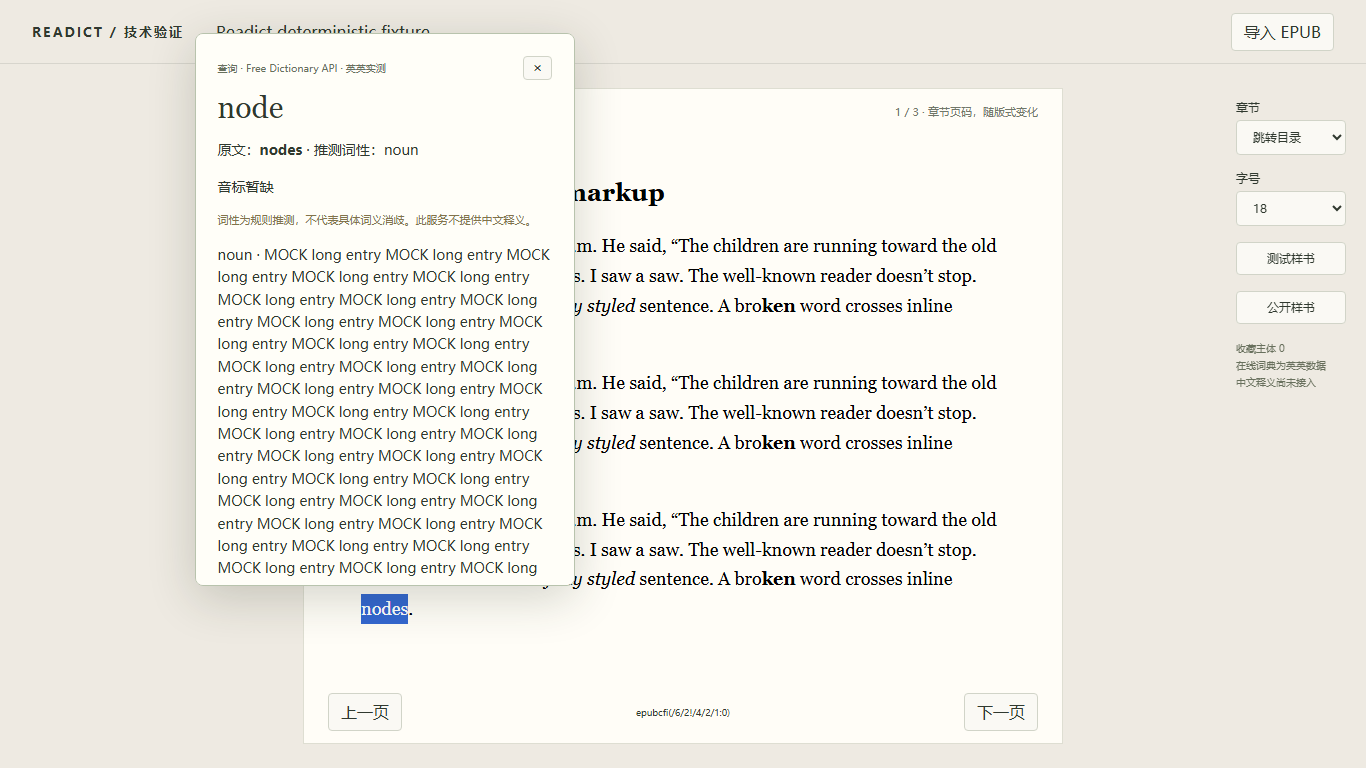 READICT / 技术验证
Readict deterministic fixture
导入 EPUB
查询 · Free Dictionary API · 英英实测
×
node
原文：nodes · 推测词性：noun
音标暂缺
词性为规则推测，不代表具体词义消歧。此服务不提供中文释义。
noun · MOCK long entry MOCK long entry MOCK
long entry MOCK long entry MOCK long entry
MOCK long entry MOCK long entry MOCK long
entry MOCK long entry MOCK long entry MOCK
long entry MOCK long entry MOCK long entry
MOCK long entry MOCK long entry MOCK long
entry MOCK long entry MOCK long entry MOCK
long entry MOCK long entry MOCK long entry
MOCK long entry MOCK long entry MOCK long
entry MOCK long entry MOCK long entry MOCK
long entry MOCK long entry MOCK long entry
MOCK long entry MOCK long entry MOCK long
entry MOCK long entry MOCK long entry MOCK
long entry MOCK long entry MOCK long entry
MOCK long entry MOCK long entry MOCK long
1 / 3 · 章节页码，随版式变化
markup
m. He said, “The children are running toward the old
s. I saw a saw. The well-known reader doesn’t stop.
y styled sentence. A broken word crosses inline
m. He said, “The children are running toward the old
s. I saw a saw. The well-known reader doesn’t stop.
y styled sentence. A broken word crosses inline
m. He said, “The children are running toward the old
s. I saw a saw. The well-known reader doesn’t stop.
y styled sentence. A broken word crosses inline
nodes.
上一页
epubcfi(/6/2!/4/2/1:0)
下一页
章节
跳转目录
字号
18
测试样书
公开样书
收藏主体 0
在线词典为英英数据
中文释义尚未接入